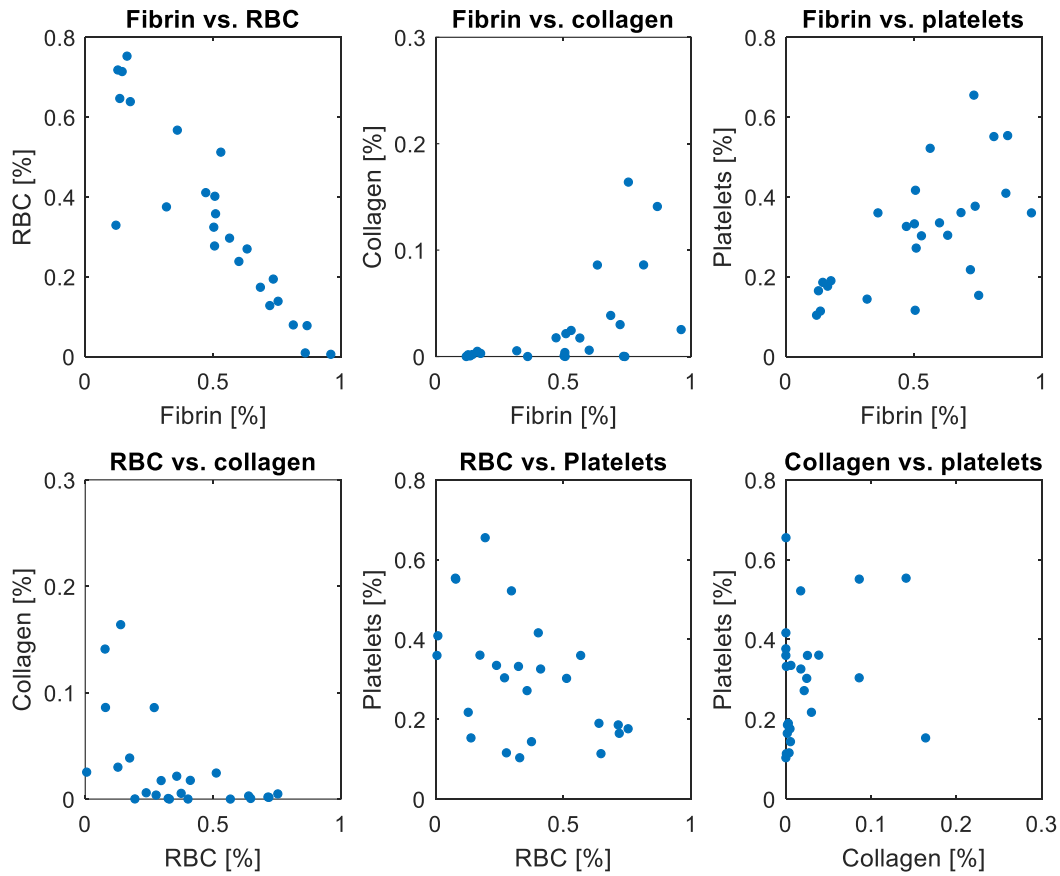 Fibrin vs. RBC
0.8
0.6
0.4
0.2
0
RBC [%]
0 0.5 1
Fibrin [%]
Fibrin vs. collagen
0.3
0.2
0.1
0
Collagen [%]
0 0.5 1
Fibrin [%]
Fibrin vs. platelets
0.8
0.6
0.4
0.2
0
Platelets [%]
0 0.5 1
Fibrin [%]
RBC vs. collagen
0.3
0.2
0.1
0
Collagen [%]
0 0.5 1
RBC [%]
RBC vs. Platelets
0.8
0.6
0.4
0.2
0
Platelets [%]
0 0.5 1
RBC [%]
Collagen vs. platelets
0.8
0.6
0.4
0.2
0
Platelets [%]
0 0.1 0.2 0.3
Collagen [%]